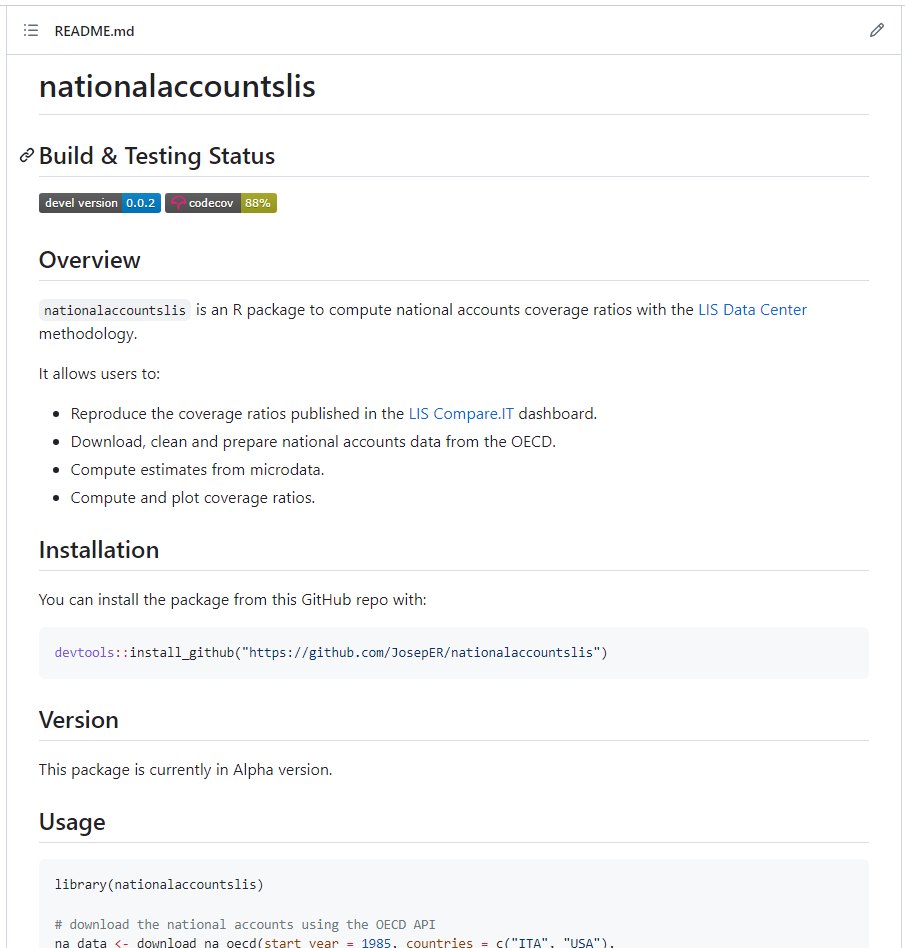 README.md
nationalaccountslis
Build & Testing Status
devel version 0.0.2 codecov 88%
Overview
nationalaccountslis is an R package to compute national accounts coverage ratios with the LIS Data Center
methodology.
It allows users to:
Reproduce the coverage ratios published in the LIS Compare.IT dashboard.
Download, clean and prepare national accounts data from the OECD.
Compute estimates from microdata.
Compute and plot coverage ratios.
Installation
You can install the package from this GitHub repo with:
devtools::install_github("https://github.com/JosepER/nationalaccountslis")
Version
This package is currently in Alpha version.
Usage
library(nationalaccountslis)
# download the national accounts using the OECD API
na_data <- download_na_oecd(start_year = 1985, countries = c("ITA", "USA"),